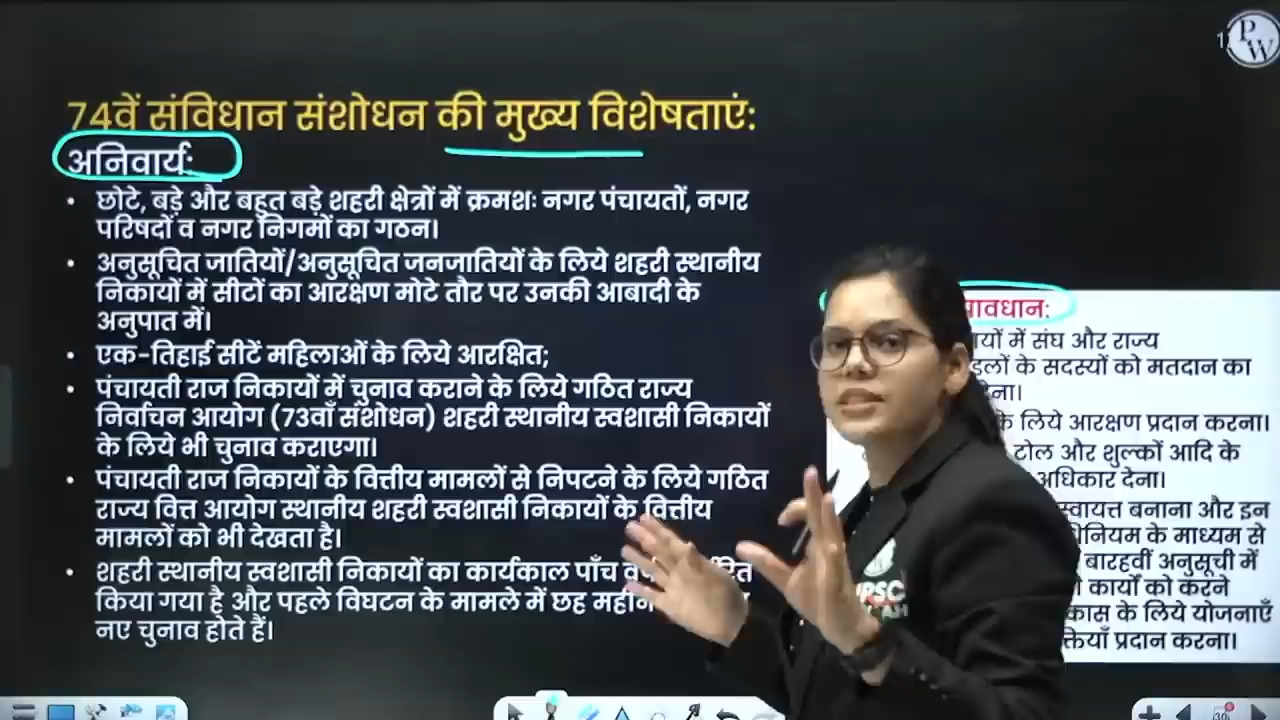 PW
74वें संविधान संशोधन की मुख्य विशेषताएं:
अनिवार्य:
• छोटे, बड़े और बहुत बड़े शहरी क्षेत्रों में क्रमशः नगर पंचायतों, नगर
परिषदों व नगर निगमों का गठन।
• अनुसूचित जातियों/अनुसूचित जनजातियों के लिये शहरी स्थानीय
निकायों में सीटों का आरक्षण मोटे तौर पर उनकी आबादी के
अनुपात में।
• एक-तिहाई सीटें महिलाओं के लिये आरक्षित;
• पंचायती राज निकायों में चुनाव कराने के लिये गठित राज्य
निर्वाचन आयोग (73वाँ संशोधन) शहरी स्थानीय स्वशासी निकायों
के लिये भी चुनाव कराएगा।
• पंचायती राज निकायों के वित्तीय मामलों से निपटने के लिये गठित
राज्य वित्त आयोग स्थानीय शहरी स्वशासी निकायों के वित्तीय
मामलों को भी देखता है।
• शहरी स्थानीय स्वशासी निकायों का कार्यकाल पाँच
किया गया है और पहले विघटन के मामले में छह
नए चुनाव होते हैं।
में संघ और राज्य
के सदस्यों को मतदान का
के लिये आरक्षण प्रदान करना।
टोल और शुल्कों आदि के
अधिकार देना।
स्वायत्त बनाना और इन
के माध्यम से
बारहवीं अनुसूची में
कार्यों को करने
के लिये योजनाएँ
प्रदान करना।
UPSC